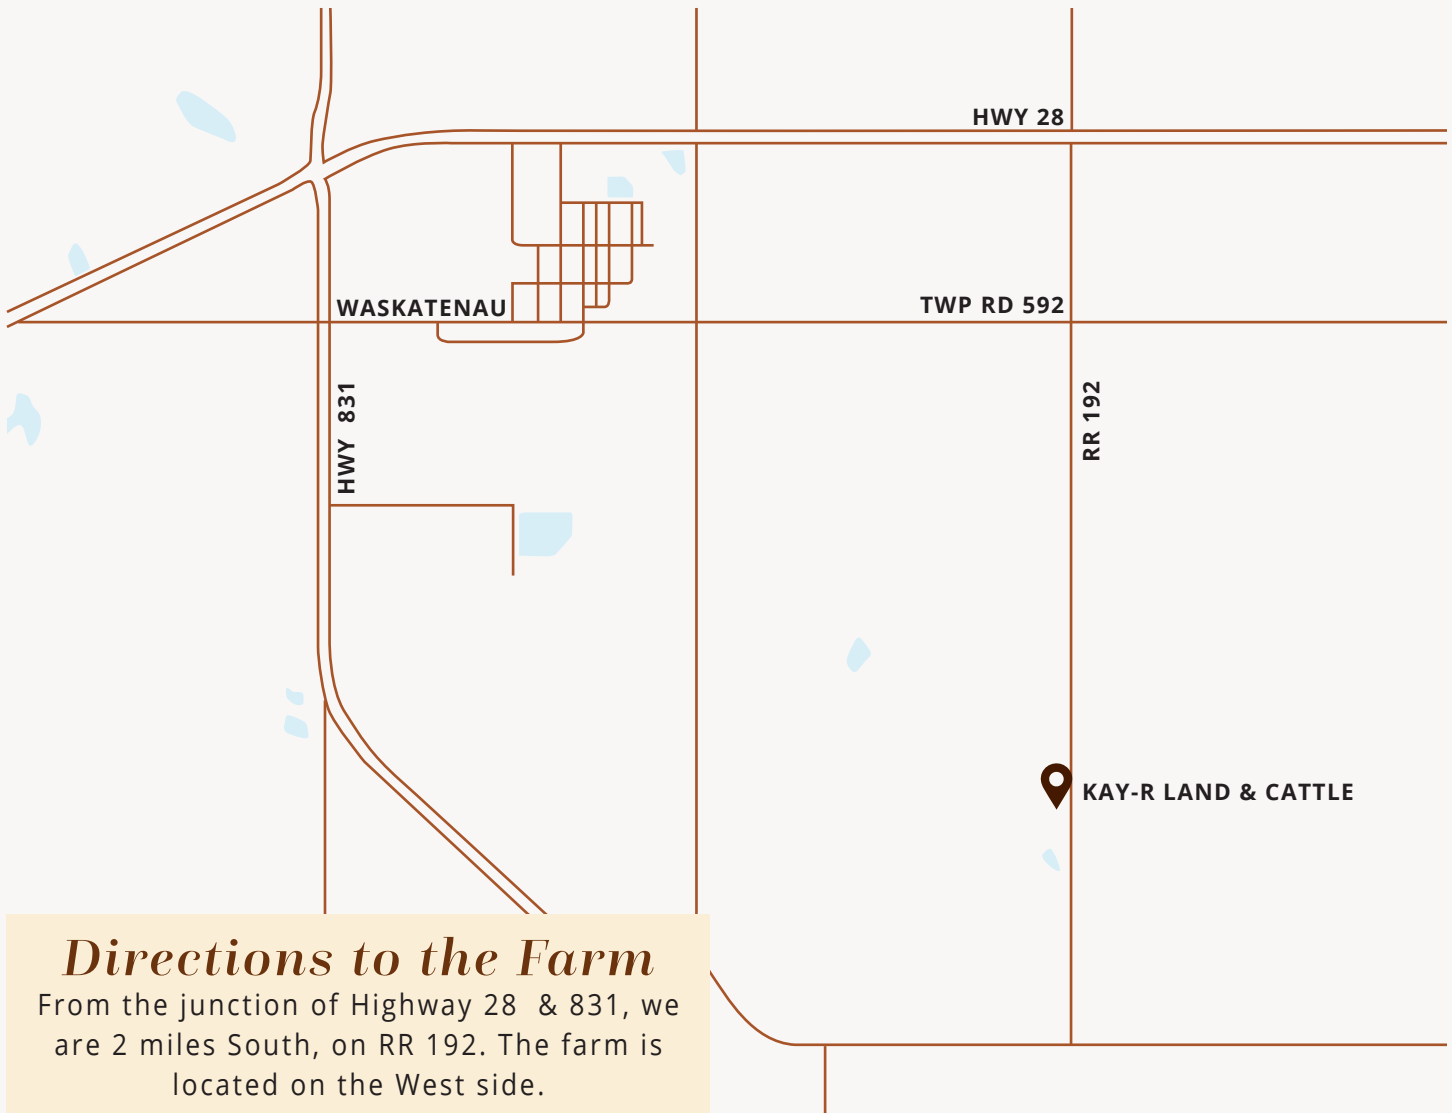 HWY 28
WASKATENAU
TWP RD 592
HWY 831
RR 192
KAY-R LAND & CATTLE
Directions to the Farm
From the junction of Highway 28 & 831, we
are 2 miles South, on RR 192. The farm is
located on the West side.